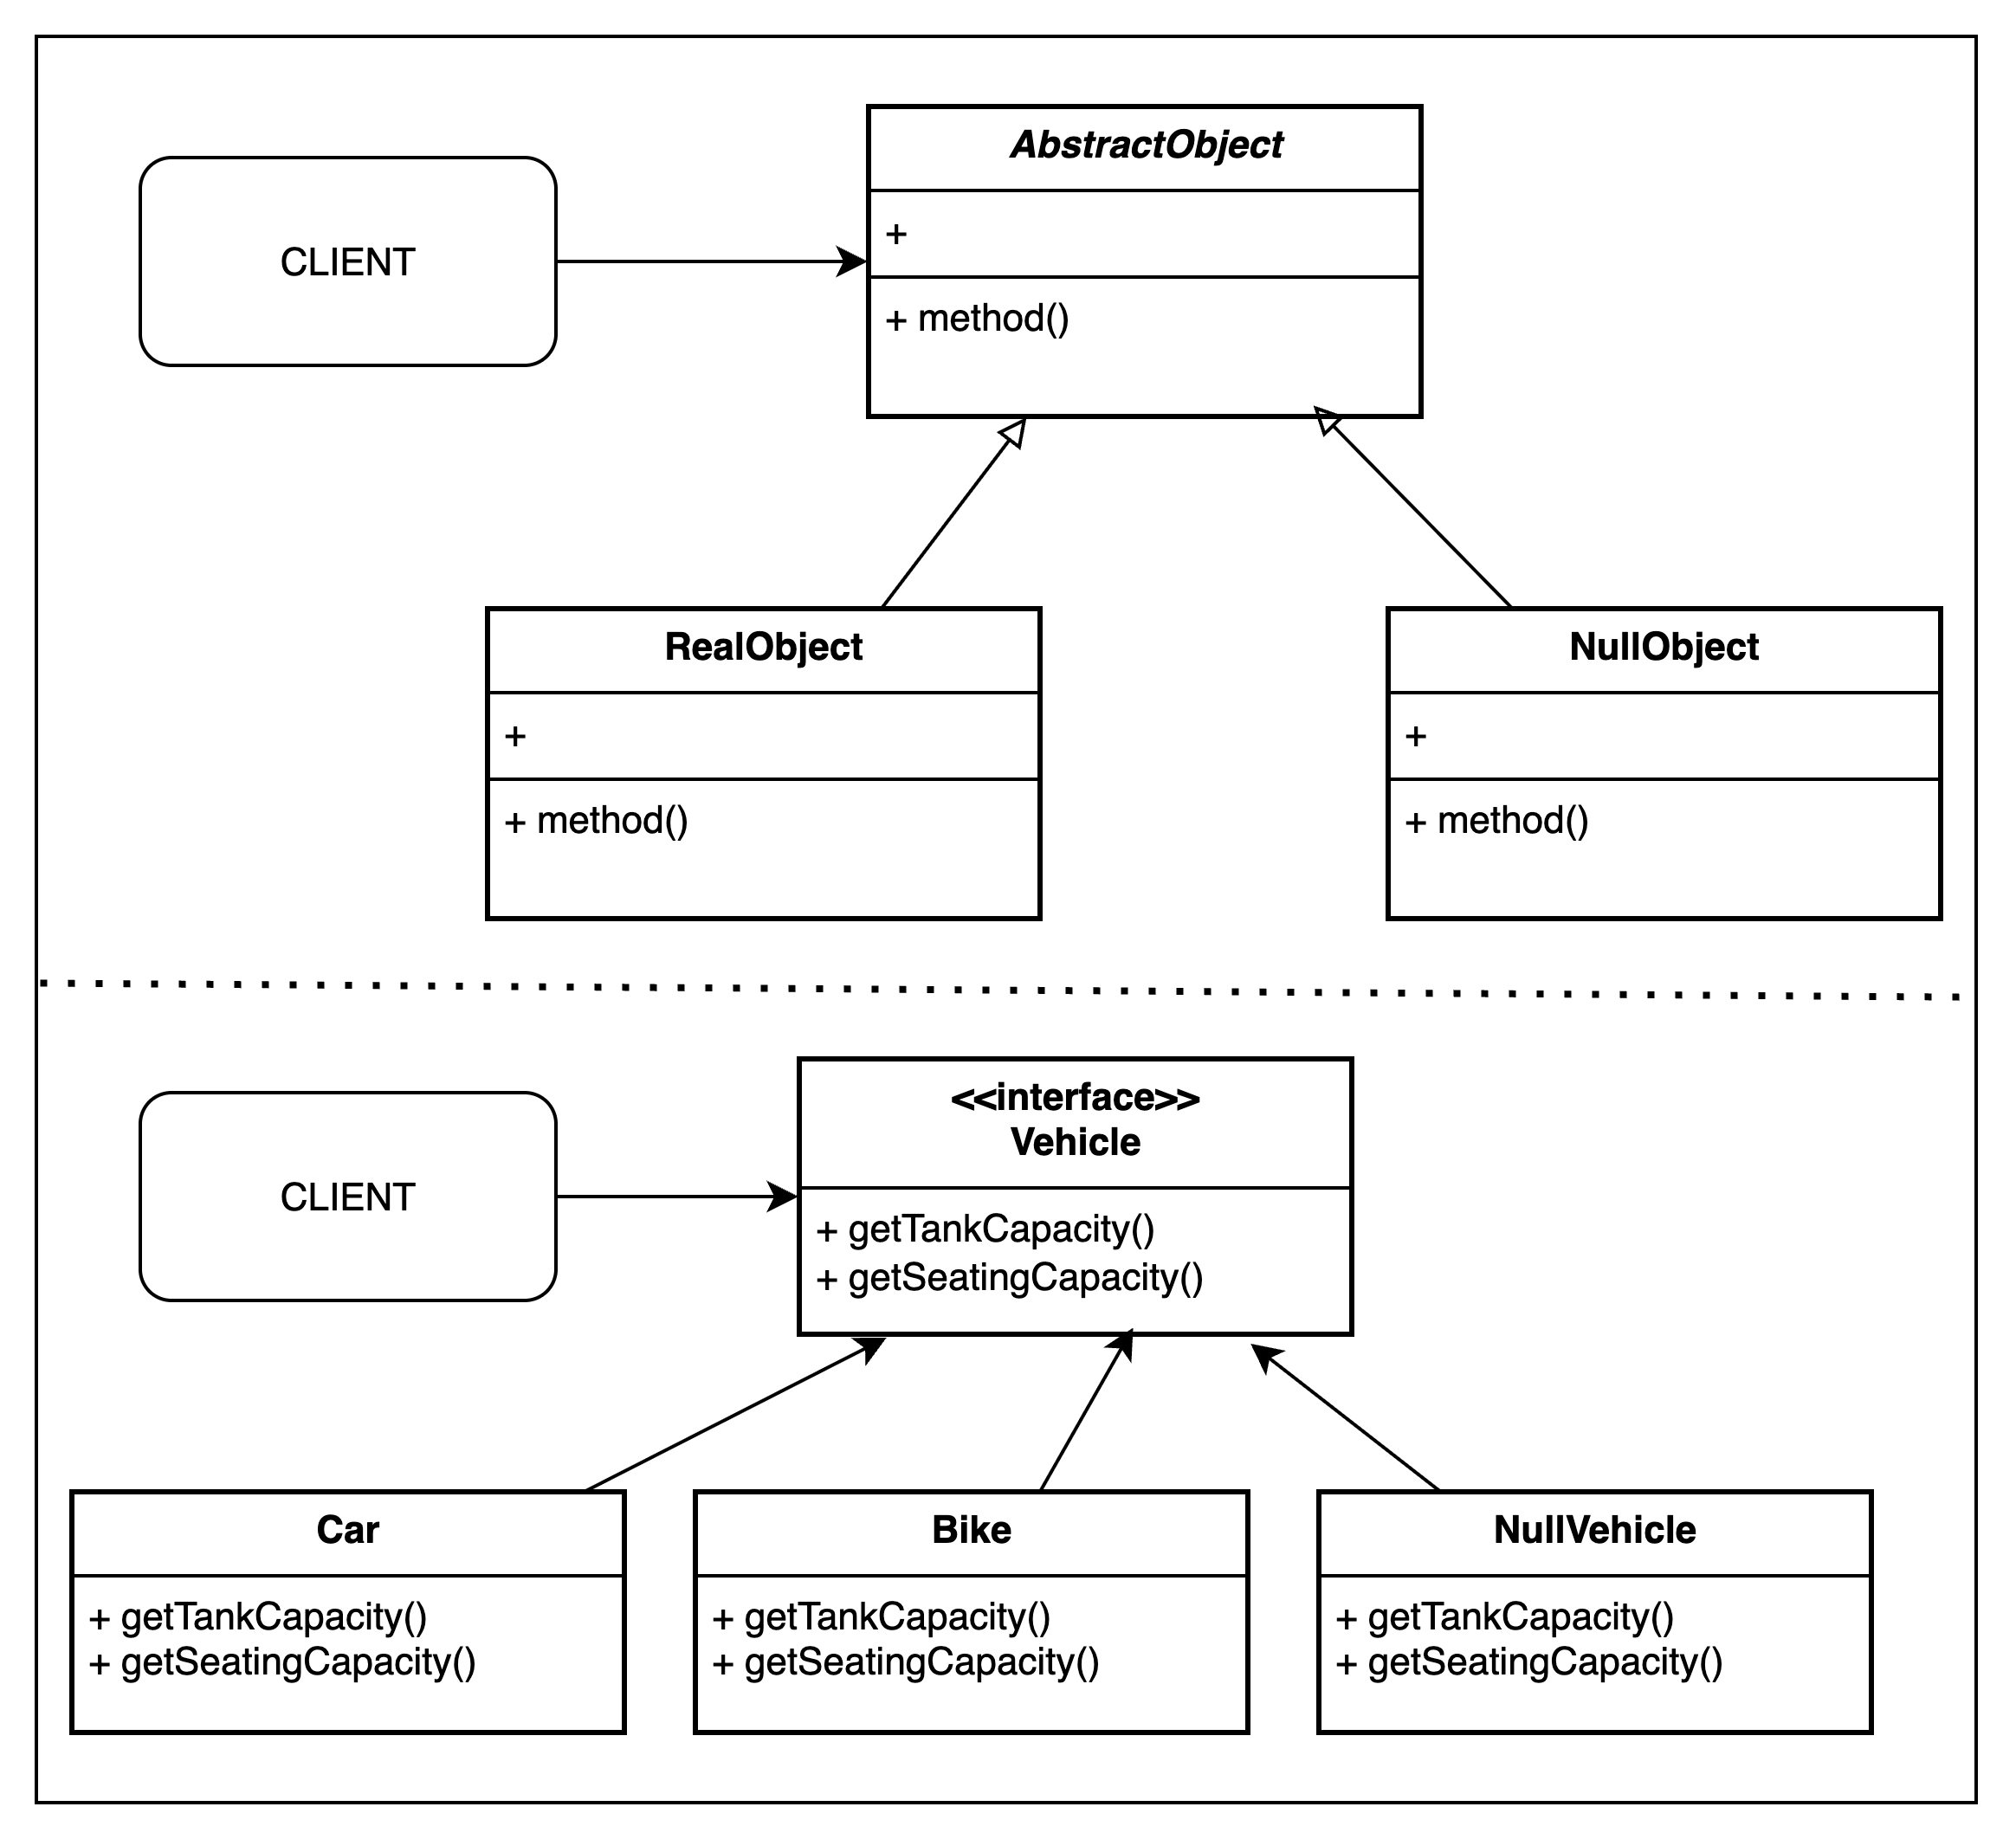 AbstractObject
CLIENT
+
+ method()
RealObject
+
+ method()
NullObject
+
+ method()
<<interface>>
Vehicle
CLIENT
+ getTankCapacity()
+ getSeatingCapacity()
Car
+ getTankCapacity()
+ getSeatingCapacity()
Bike
+ getTankCapacity()
+ getSeatingCapacity()
NullVehicle
+ getTankCapacity()
+ getSeatingCapacity()